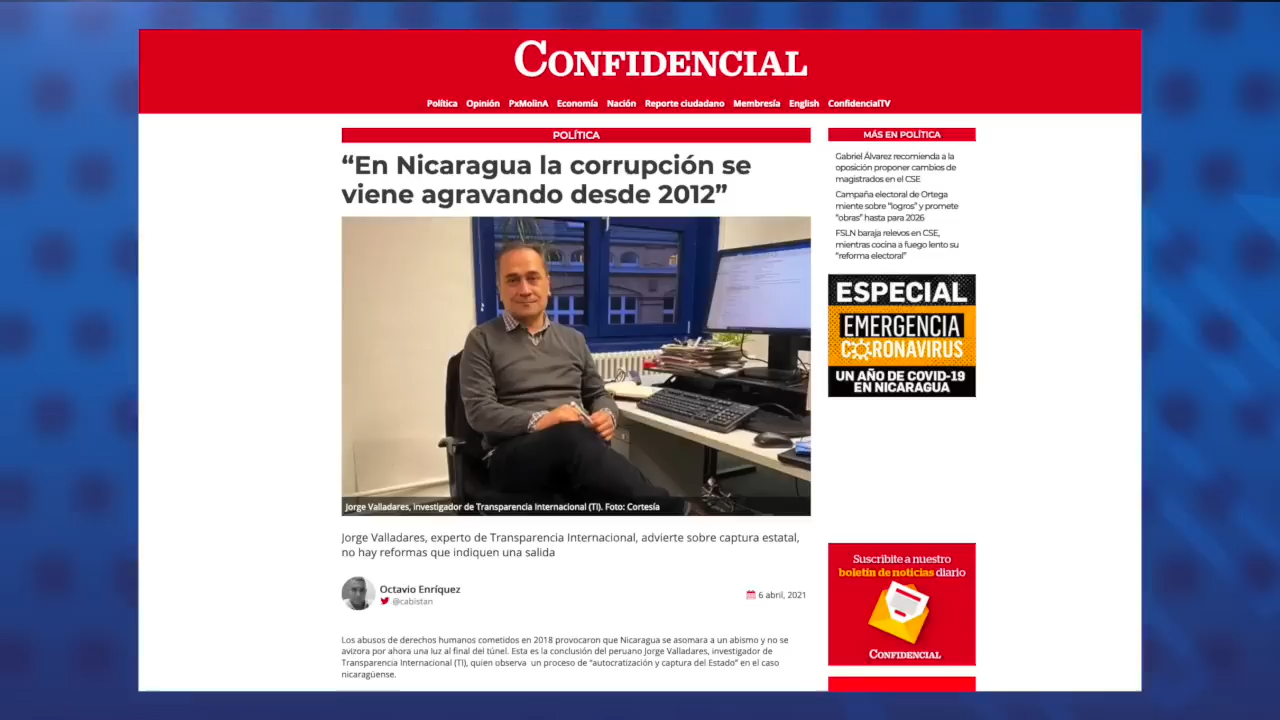 CONFIDENCIAL
Política Opinión PxMolinA Economía Nación Reporte ciudadano Membresía English ConfidencialTV
POLÍTICA
“En Nicaragua la corrupción se
viene agravando desde 2012”
Jorge Valladares, investigador de Transparencia Internacional (TI). Foto: Cortesía
Jorge Valladares, experto de Transparencia Internacional, advierte sobre captura estatal,
no hay reformas que indiquen una salida
Octavio Enríquez
@cabistan
6 abril, 2021
Los abusos de derechos humanos cometidos en 2018 provocaron que Nicaragua se asomara a un abismo y no se
avizora por ahora una luz al final del túnel. Esta es la conclusión del peruano Jorge Valladares, investigador de
Transparencia Internacional (TI), quien observa un proceso de “autocratización y captura del Estado” en el caso
nicaragüense.
MÁS EN POLÍTICA
Gabriel Álvarez recomienda a la
oposición proponer cambios de
magistrados en el CSE
Campaña electoral de Ortega
miente sobre “logros” y promete
“obras” hasta para 2026
FSLN baraja relevos en CSE,
mientras cocina a fuego lento su
“reforma electoral”
ESPECIAL
EMERGENCIA
CORONAVIRUS
UN AÑO DE COVID-19
EN NICARAGUA
Suscribite a nuestro
boletín de noticias diario
CONFIDENCIAL